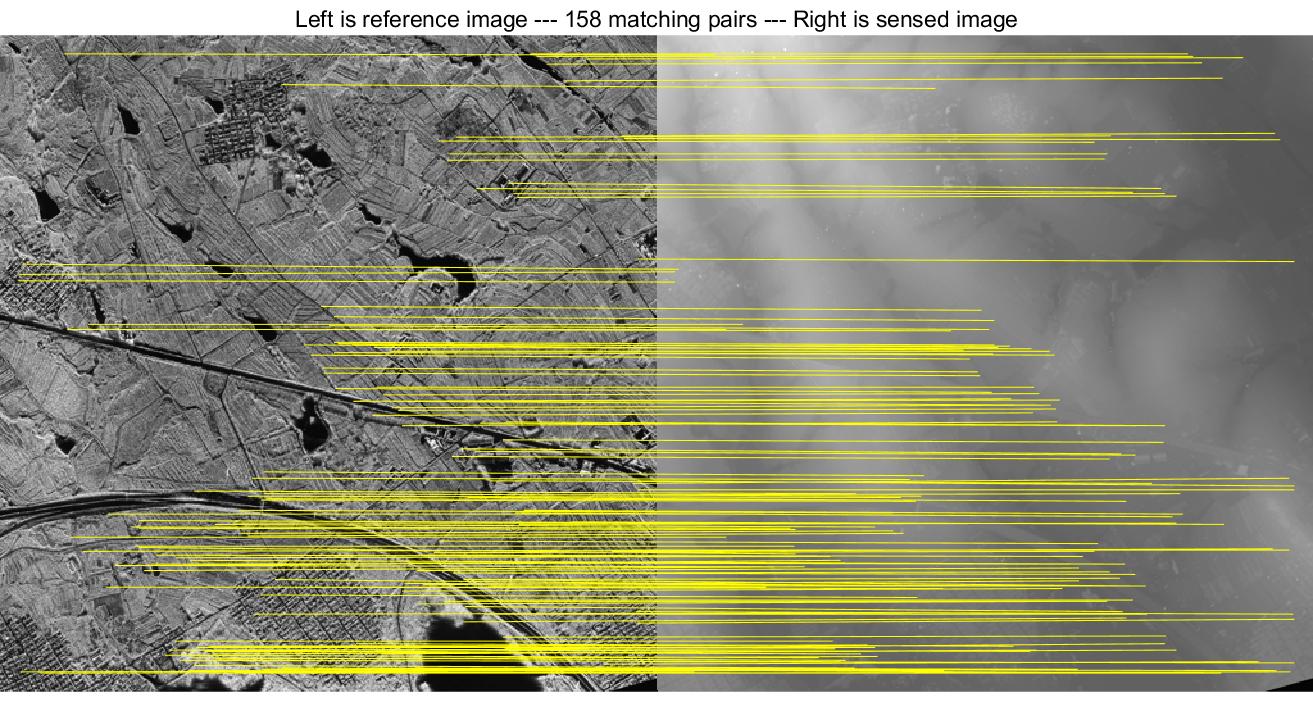 Left is reference image --- 158 matching pairs --- Right is sensed image